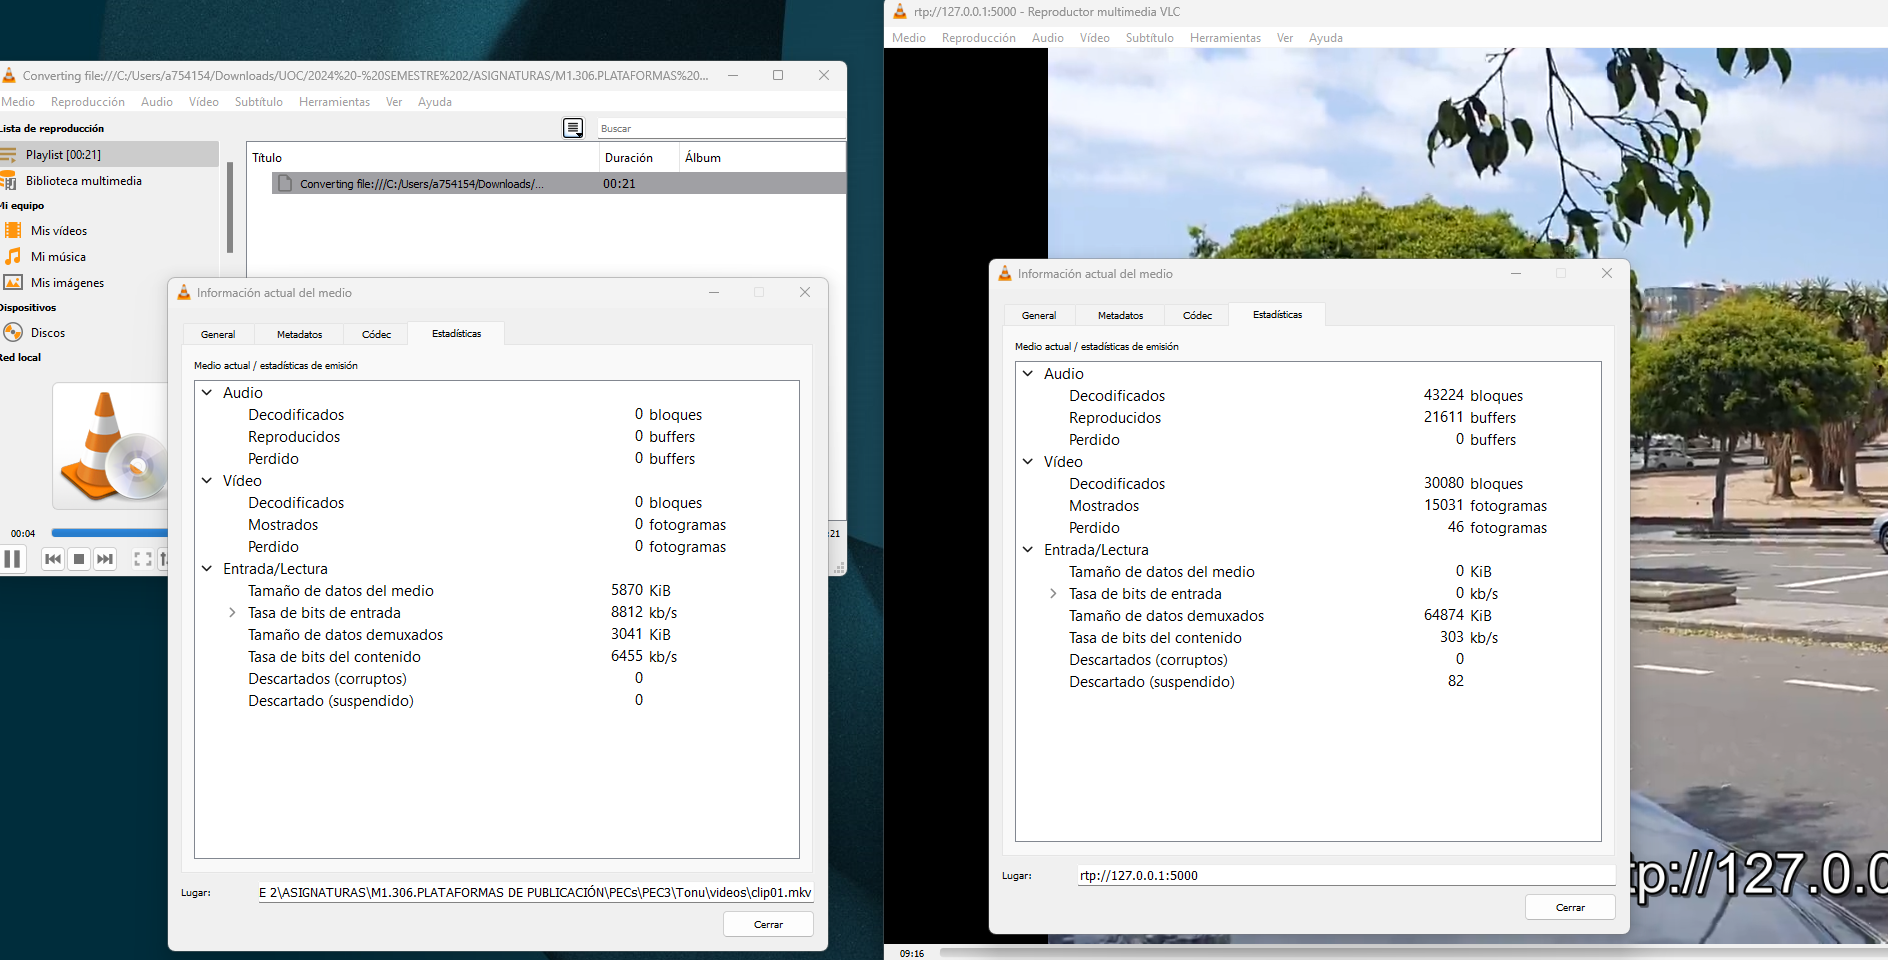 Converting file:///C:/Users/a754154/Downloads/UOC/2024%20-%20SEMESTRE%202/ASIGNATURAS/M1.306.PLATAFORMAS%20...
Medio Reproducción Audio Vídeo Subtítulo Herramientas Ver Ayuda
Lista de reproducción
Buscar
Playlist [00:21]
Biblioteca multimedia
Mi equipo
Mis vídeos
Mi música
Mis imágenes
Dispositivos
Discos
Red local
Título Duración Álbum
Converting file:///C:/Users/a754154/Downloads/... 00:21
00:04
:21
Información actual del medio
General Metadatos Códec Estadísticas
Medio actual / estadísticas de emisión
Audio
Decodificados 0 bloques
Reproducidos 0 buffers
Perdido 0 buffers
Vídeo
Decodificados 0 bloques
Mostrados 0 fotogramas
Perdido 0 fotogramas
Entrada/Lectura
Tamaño de datos del medio 5870 KiB
Tasa de bits de entrada 8812 kb/s
Tamaño de datos demuxados 3041 KiB
Tasa de bits del contenido 6455 kb/s
Descartados (corruptos) 0
Descartado (suspendido) 0
Lugar: E 2\ASIGNATURAS\M1.306.PLATAFORMAS DE PUBLICACIÓN\PECs\PEC3\Tonu\videos\clip01.mkv
Cerrar
rtp://127.0.0.1:5000 - Reproductor multimedia VLC
Medio Reproducción Audio Vídeo Subtítulo Herramientas Ver Ayuda
Información actual del medio
General Metadatos Códec Estadísticas
Medio actual / estadísticas de emisión
Audio
Decodificados 43224 bloques
Reproducidos 21611 buffers
Perdido 0 buffers
Vídeo
Decodificados 30080 bloques
Mostrados 15031 fotogramas
Perdido 46 fotogramas
Entrada/Lectura
Tamaño de datos del medio 0 KiB
Tasa de bits de entrada 0 kb/s
Tamaño de datos demuxados 64874 KiB
Tasa de bits del contenido 303 kb/s
Descartados (corruptos) 0
Descartado (suspendido) 82
Lugar: rtp://127.0.0.1:5000
Cerrar
tp://127.0.0
09:16